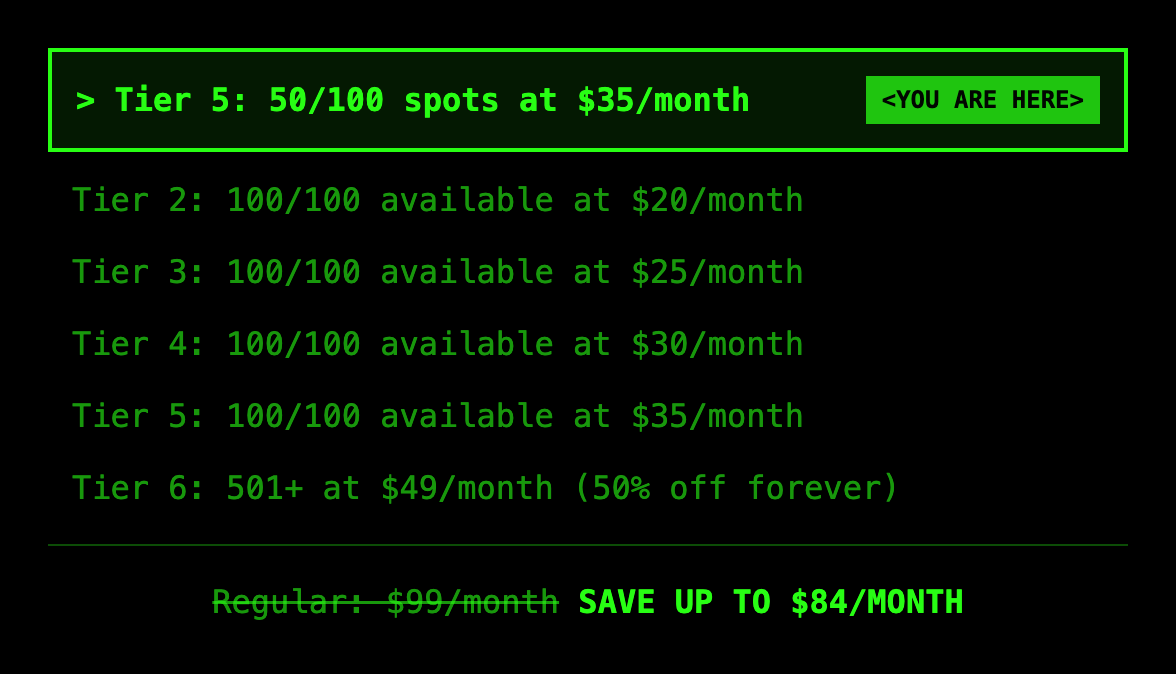 > Tier 5: 50/100 spots at $35/month <YOU ARE HERE>
Tier 2: 100/100 available at $20/month
Tier 3: 100/100 available at $25/month
Tier 4: 100/100 available at $30/month
Tier 5: 100/100 available at $35/month
Tier 6: 501+ at $49/month (50% off forever)
Regular: $99/month SAVE UP TO $84/MONTH